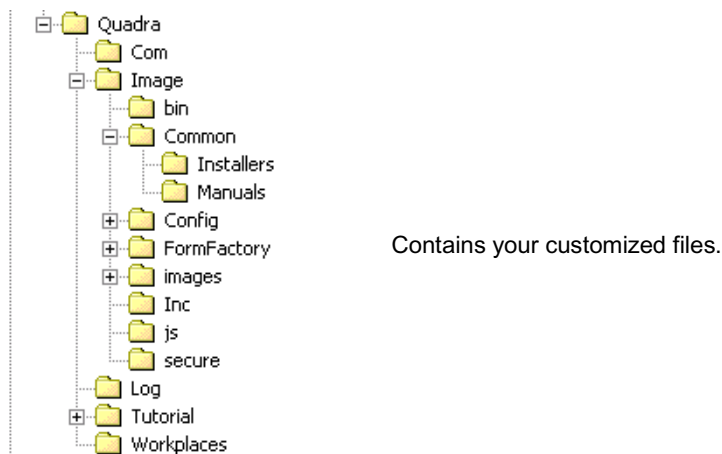 Quadra
Com
Image
bin
Common
Installers
Manuals
Config
FormFactory Contains your customized files.
images
Inc
js
secure
Log
Tutorial
Workplaces